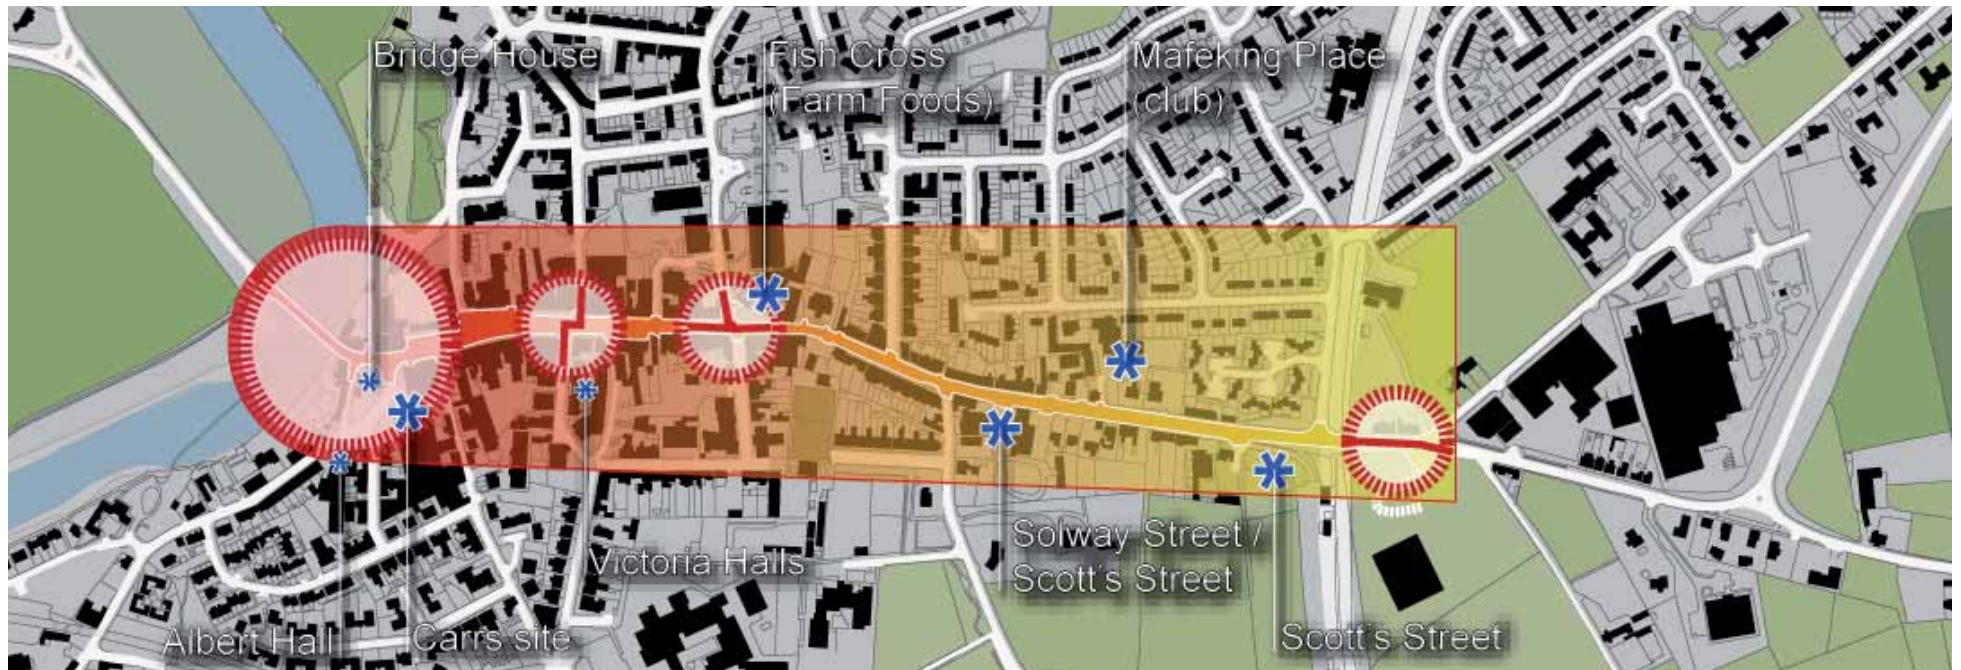 Bridge House
Fish Cross
(Farm Foods)
Mafeking Place
(club)
Solway Street /
Scott's Street
Victoria Halls
Albert Hall
Carrs site
Scott's Street